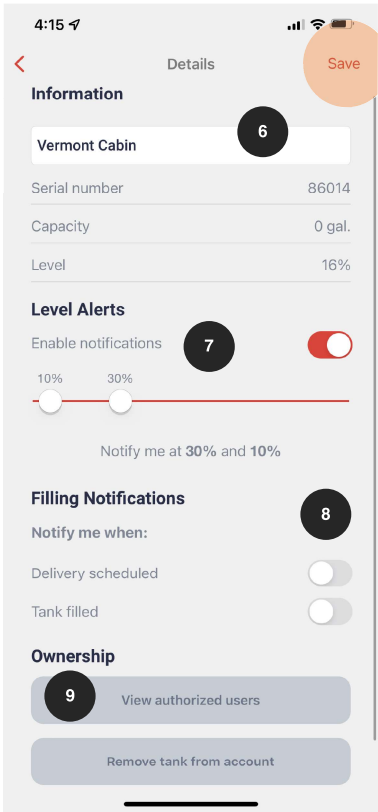 4:15
Details Save
Information
6
Vermont Cabin
Serial number 86014
Capacity 0 gal.
Level 16%
Level Alerts
Enable notifications 7
10% 30%
Notify me at 30% and 10%
Filling Notifications
8
Notify me when:
Delivery scheduled
Tank filled
Ownership
9 View authorized users
Remove tank from account